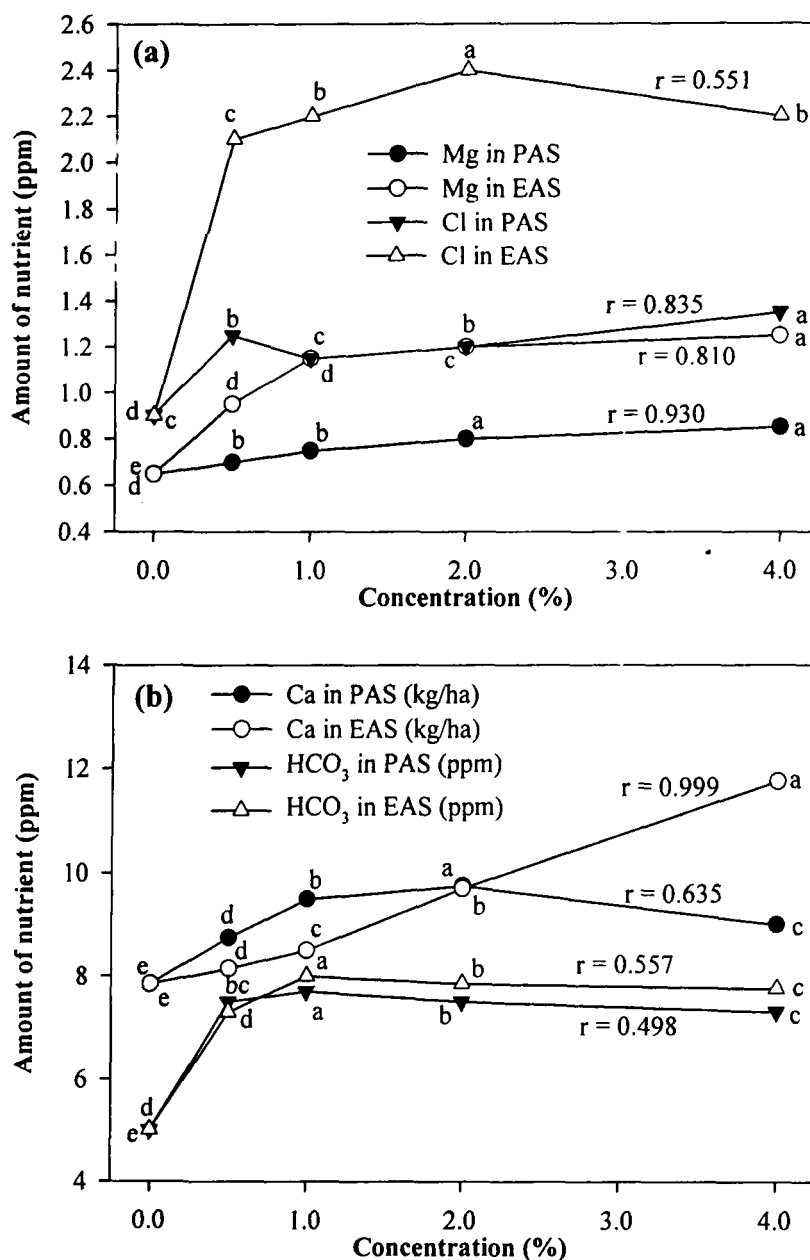 (a)
Amount of nutrient (ppm)
2.6
2.4
2.2
2.0
1.8
1.6
1.4
1.2
1.0
0.8
0.6
0.4
a
b
c
b
r = 0.551
Mg in PAS
Mg in EAS
Cl in PAS
Cl in EAS
b
c
b
r = 0.835
a
d
d
c
r = 0.810
a
d
c
b
b
a
r = 0.930
a
e
d
0.0
1.0
2.0
3.0
4.0
Concentration (%)
(b)
Amount of nutrient (ppm)
14
12
10
8
6
4
Ca in PAS (kg/ha)
Ca in EAS (kg/ha)
HCO₃ in PAS (ppm)
HCO₃ in EAS (ppm)
r = 0.999
a
a
b
b
r = 0.635
d
c
c
e
d
e
bc
a
b
r = 0.557
c
d
a
b
r = 0.498
c
d
e
0.0
1.0
2.0
3.0
4.0
Concentration (%)